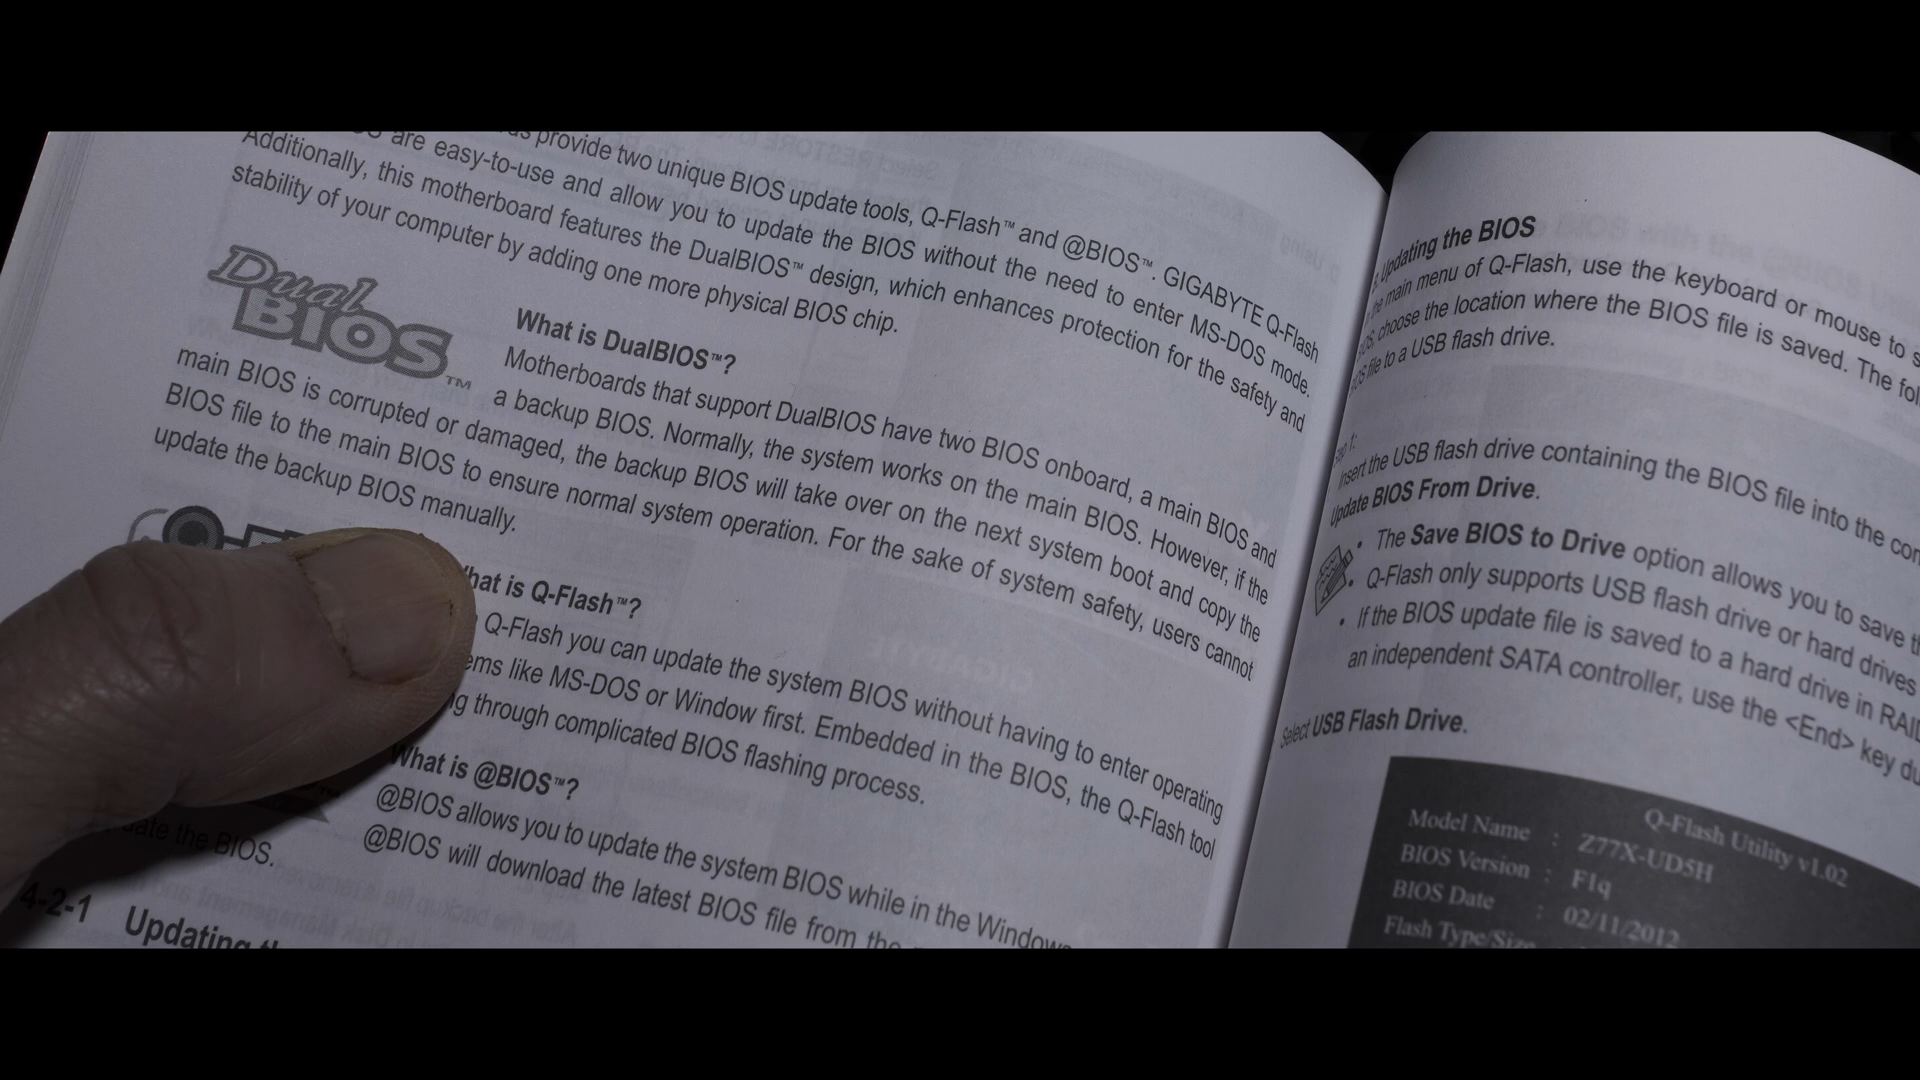 provide two unique BIOS update tools, Q-Flash™ and @BIOS™. GIGABYTE Q-Flash
are easy-to-use and allow you to update the BIOS without the need to enter MS-DOS mode.
Additionally, this motherboard features the DualBIOS™ design, which enhances protection for the safety and
stability of your computer by adding one more physical BIOS chip.
Dual
BIOS™
What is DualBIOS™?
Motherboards that support DualBIOS have two BIOS onboard, a main BIOS and
a backup BIOS. Normally, the system works on the main BIOS. However, if the
main BIOS is corrupted or damaged, the backup BIOS will take over on the next system boot and copy the
BIOS file to the main BIOS to ensure normal system operation. For the sake of system safety, users cannot
update the backup BIOS manually.
hat is Q-Flash™?
Q-Flash you can update the system BIOS without having to enter operating
ems like MS-DOS or Window first. Embedded in the BIOS, the Q-Flash tool
ng through complicated BIOS flashing process.
What is @BIOS™?
@BIOS allows you to update the system BIOS while in the Windows
@BIOS will download the latest BIOS file from the
date the BIOS.
4-2-1 Updating
Updating the BIOS
the main menu of Q-Flash, use the keyboard or mouse to
choose the location where the BIOS file is saved. The
file to a USB flash drive.
1:
Insert the USB flash drive containing the BIOS file into the
Update BIOS From Drive.
• The Save BIOS to Drive option allows you to save
• Q-Flash only supports USB flash drive or hard drives
• If the BIOS update file is saved to a hard drive in RAID
an independent SATA controller, use the <End> key
Select USB Flash Drive.
Q-Flash Utility v1.02
Model Name : Z77X-UD5H
BIOS Version : F1q
BIOS Date : 02/11/2012
Flash Type/Size